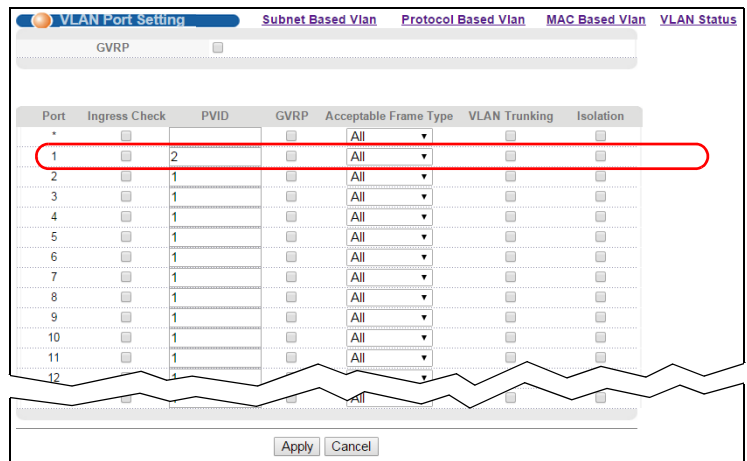 VLAN Port Setting Subnet Based Vlan Protocol Based Vlan MAC Based Vlan VLAN Status
GVRP
Port Ingress Check PVID GVRP Acceptable Frame Type VLAN Trunking Isolation
* All
1 2 All
2 1 All
3 1 All
4 1 All
5 1 All
6 1 All
7 1 All
8 1 All
9 1 All
10 1 All
11 1 All
12 1
All
Apply Cancel